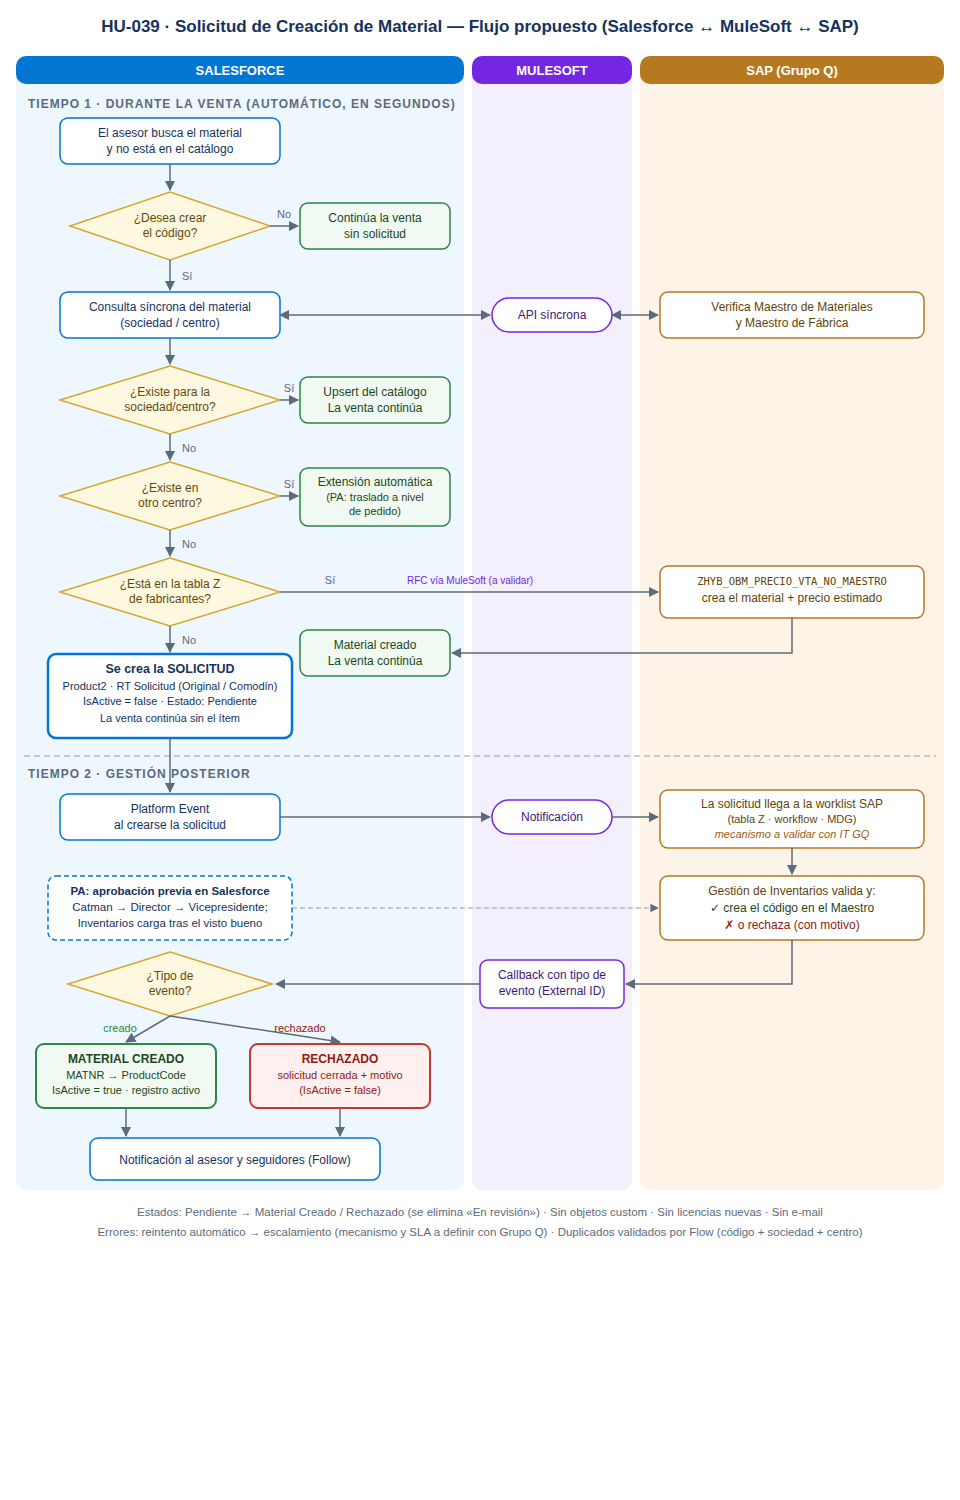 HU-039 · Solicitud de Creación de Material — Flujo propuesto (Salesforce ↔ MuleSoft ↔ SAP)
SALESFORCE
MULESOFT
SAP (Grupo Q)
TIEMPO 1 · DURANTE LA VENTA (AUTOMÁTICO, EN SEGUNDOS)
El asesor busca el material
y no está en el catálogo
¿Desea crear
el código?
No
Continúa la venta
sin solicitud
Sí
Consulta síncrona del material
(sociedad / centro)
API síncrona
Verifica Maestro de Materiales
y Maestro de Fábrica
¿Existe para la
sociedad/centro?
Sí
Upsert del catálogo
La venta continúa
No
¿Existe en
otro centro?
Sí
Extensión automática
(PA: traslado a nivel
de pedido)
No
¿Está en la tabla Z
de fabricantes?
Sí
RFC vía MuleSoft (a validar)
ZHYB_OBM_PRECIO_VTA_NO_MAESTRO
crea el material + precio estimado
No
Material creado
La venta continúa
Se crea la SOLICITUD
Product2 · RT Solicitud (Original / Comodín)
IsActive = false · Estado: Pendiente
La venta continúa sin el ítem
TIEMPO 2 · GESTIÓN POSTERIOR
Platform Event
al crearse la solicitud
Notificación
La solicitud llega a la worklist SAP
(tabla Z · workflow · MDG)
mecanismo a validar con IT GQ
PA: aprobación previa en Salesforce
Catman → Director → Vicepresidente;
Inventarios carga tras el visto bueno
Gestión de Inventarios valida y:
✓ crea el código en el Maestro
✗ o rechaza (con motivo)
¿Tipo de
evento?
Callback con tipo de
evento (External ID)
creado
rechazado
MATERIAL CREADO
MATNR → ProductCode
IsActive = true · registro activo
RECHAZADO
solicitud cerrada + motivo
(IsActive = false)
Notificación al asesor y seguidores (Follow)
Estados: Pendiente → Material Creado / Rechazado (se elimina «En revisión») · Sin objetos custom · Sin licencias nuevas · Sin e-mail
Errores: reintento automático → escalamiento (mecanismo y SLA a definir con Grupo Q) · Duplicados validados por Flow (código + sociedad + centro)